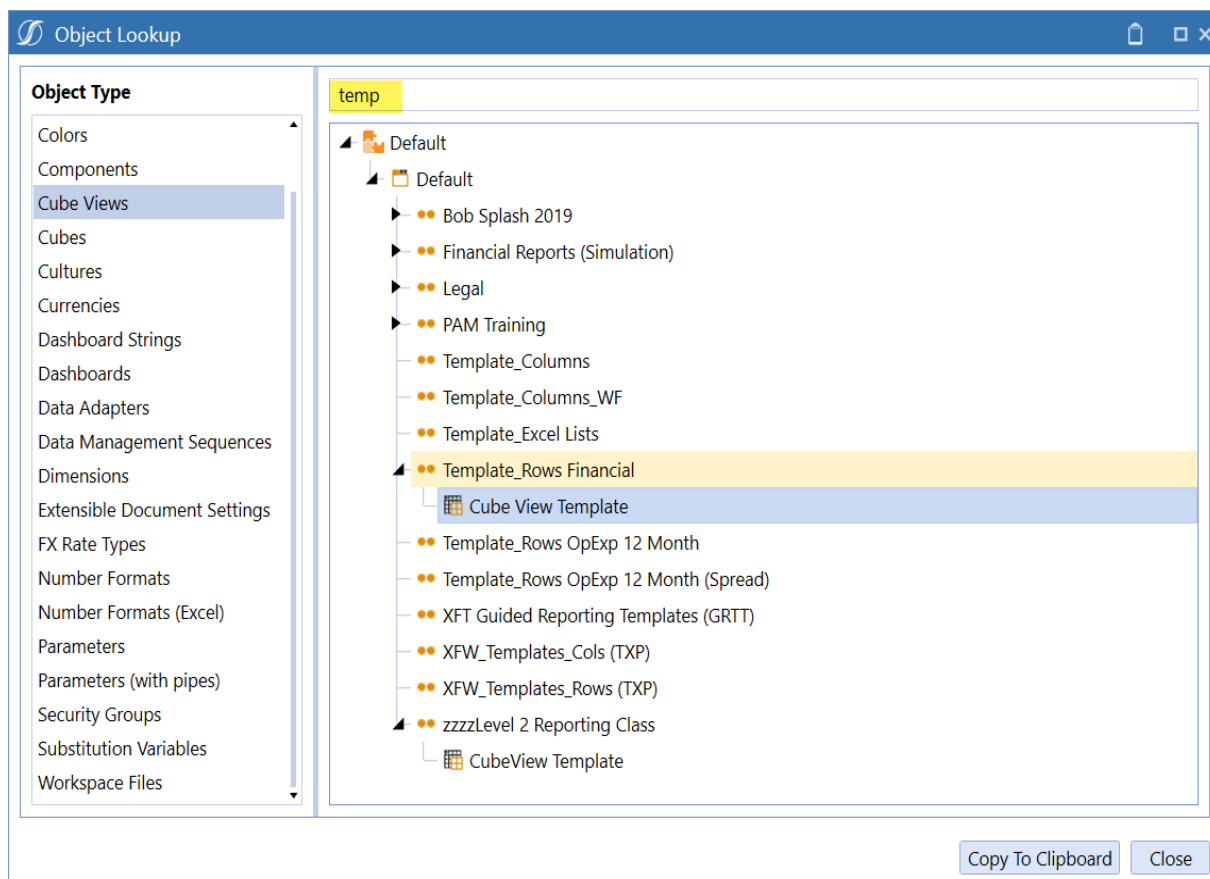 Object Lookup
Object Type
Colors
Components
Cube Views
Cubes
Cultures
Currencies
Dashboard Strings
Dashboards
Data Adapters
Data Management Sequences
Dimensions
Extensible Document Settings
FX Rate Types
Number Formats
Number Formats (Excel)
Parameters
Parameters (with pipes)
Security Groups
Substitution Variables
Workspace Files
temp
Default
Default
Bob Splash 2019
Financial Reports (Simulation)
Legal
PAM Training
Template_Columns
Template_Columns_WF
Template_Excel Lists
Template_Rows Financial
Cube View Template
Template_Rows OpExp 12 Month
Template_Rows OpExp 12 Month (Spread)
XFT Guided Reporting Templates (GRTT)
XFW_Templates_Cols (TXP)
XFW_Templates_Rows (TXP)
zzzzLevel 2 Reporting Class
CubeView Template
Copy To Clipboard
Close